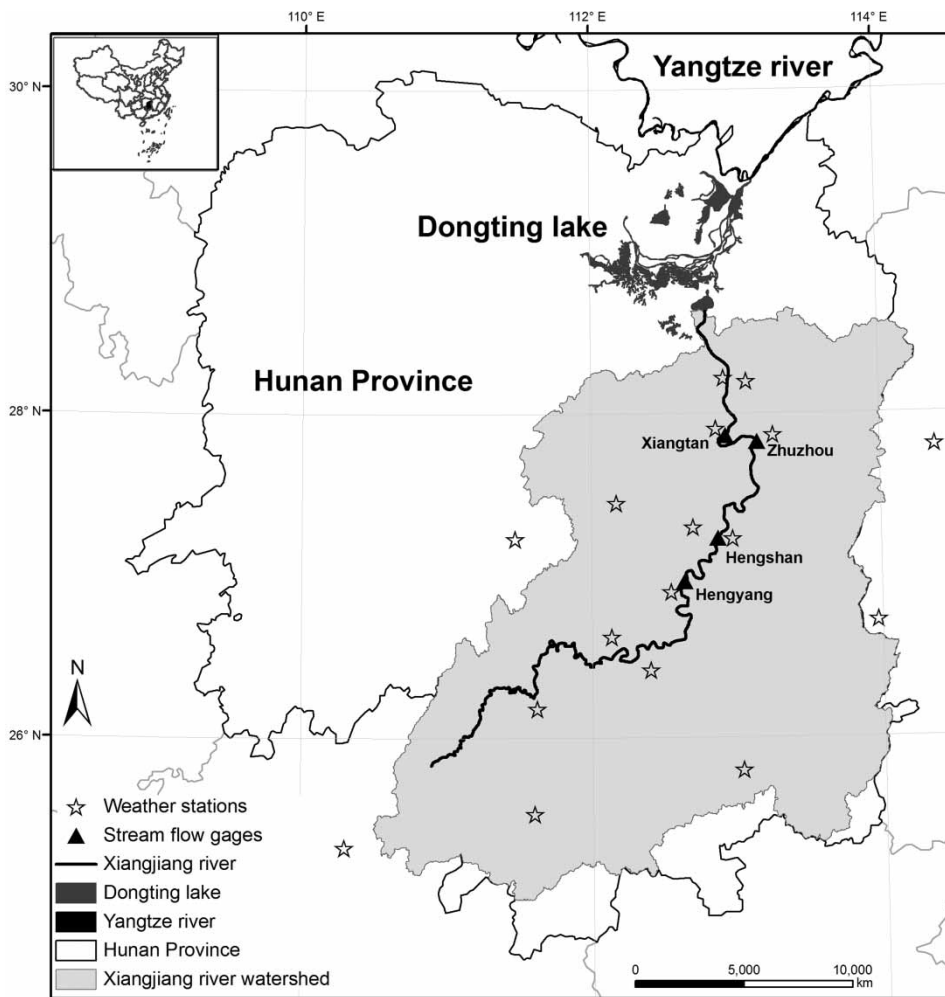 110° E
112° E
114° E
30° N
Yangtze river
Dongting lake
Hunan Province
28° N
Xiangtan
Zhuzhou
Hengshan
Hengyang
N
26° N
Weather stations
Stream flow gages
Xiangjiang river
Dongting lake
Yangtze river
Hunan Province
Xiangjiang river watershed
0 5,000 10,000
km